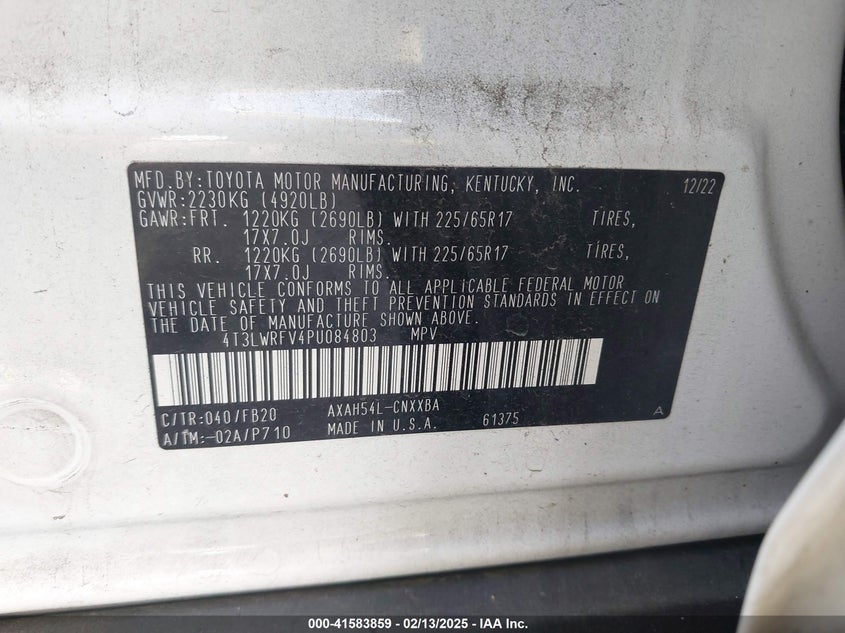 MFD.BY:TOYOTA MOTOR MANUFACTURING, KENTUCKY, INC. 12/22
GVWR:2230KG (4920LB)
GAWR:FRT. 1220KG (2690LB) WITH 225/65R17 TIRES,
17X7.0J RIMS.
RR. 1220KG (2690LB) WITH 225/65R17 TIRES,
17X7.0J RIMS.
THIS VEHICLE CONFORMS TO ALL APPLICABLE FEDERAL MOTOR
VEHICLE SAFETY AND THEFT PREVENTION STANDARDS IN EFFECT ON
THE DATE OF MANUFACTURE SHOWN ABOVE.
4T3LWRFV4PU084803 MPV
C/TR:040/FB20 AXAH54L-CNXXBA
A/TM:-02A/P710 MADE IN U.S.A. 61375 A
000-41583859 - 02/13/2025 - IAA Inc.